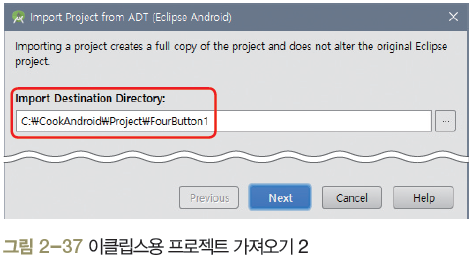 Import Project from ADT (Eclipse Android)
Importing a project creates a full copy of the project and does not alter the original Eclipse
project.
Import Destination Directory:
C:₩CookAndroid₩Project₩FourButton1
...
Previous Next Cancel Help
그림 2-37 이클립스용 프로젝트 가져오기 2